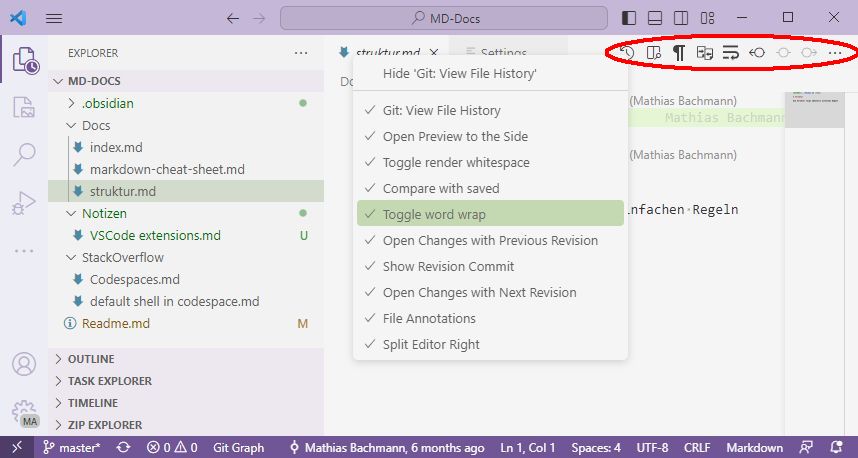 MD-Docs
EXPLORER
MD-DOCS
.obsidian
Docs
index.md
markdown-cheat-sheet.md
struktur.md
Notizen
VSCode extensions.md U
StackOverflow
Codespaces.md
default shell in codespace.md
Readme.md M
OUTLINE
TASK EXPLORER
TIMELINE
ZIP EXPLORER
MA
struktur.md
Settings
Do
Hide 'Git: View File History'
Git: View File History
Open Preview to the Side
Toggle render whitespace
Compare with saved
Toggle word wrap
Open Changes with Previous Revision
Show Revision Commit
Open Changes with Next Revision
File Annotations
Split Editor Right
(Mathias Bachmann)
Mathias Bachmann
(Mathias Bachmann)
infachen·Regeln
master* 0 0 Git Graph Mathias Bachmann, 6 months ago Ln 1, Col 1 Spaces: 4 UTF-8 CRLF Markdown